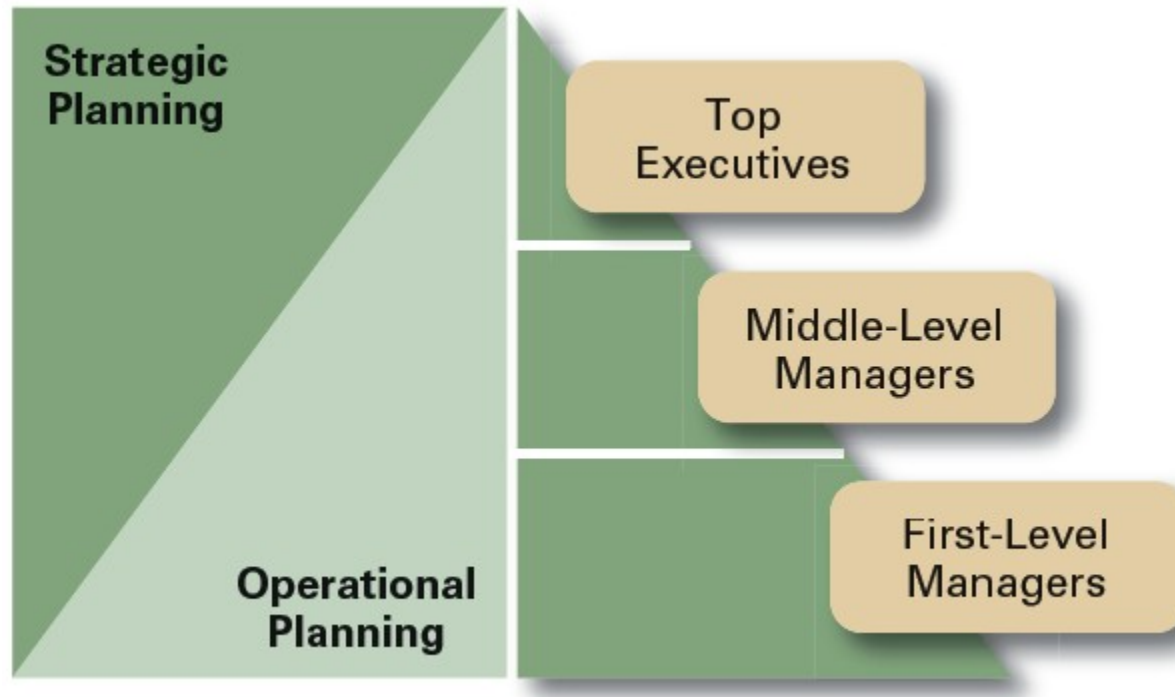 Strategic
Planning
Top
Executives
Middle-Level
Managers
First-Level
Managers
Operational
Planning